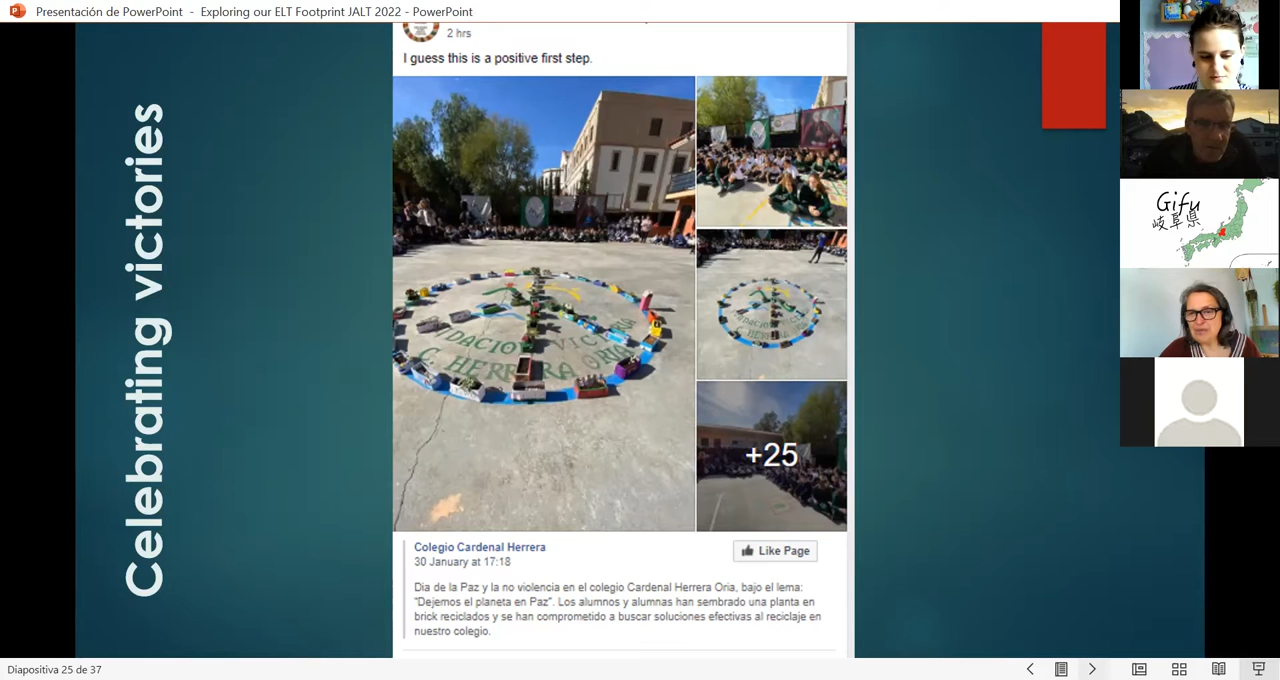 Presentación de PowerPoint - Exploring our ELT Footprint JALT 2022 - PowerPoint
Celebrating victories
2 hrs
I guess this is a positive first step.
C. HERRERA ORIA
+25
Colegio Cardenal Herrera
30 January at 17:18
Like Page
Dia de la Paz y la no violencia en el colegio Cardenal Herrera Oria, bajo el lema:
"Dejemos el planeta en Paz". Los alumnos y alumnas han sembrado una planta en
brick reciclados y se han comprometido a buscar soluciones efectivas al reciclaje en
nuestro colegio.
Gifu
岐阜県
Diapositiva 25 de 37